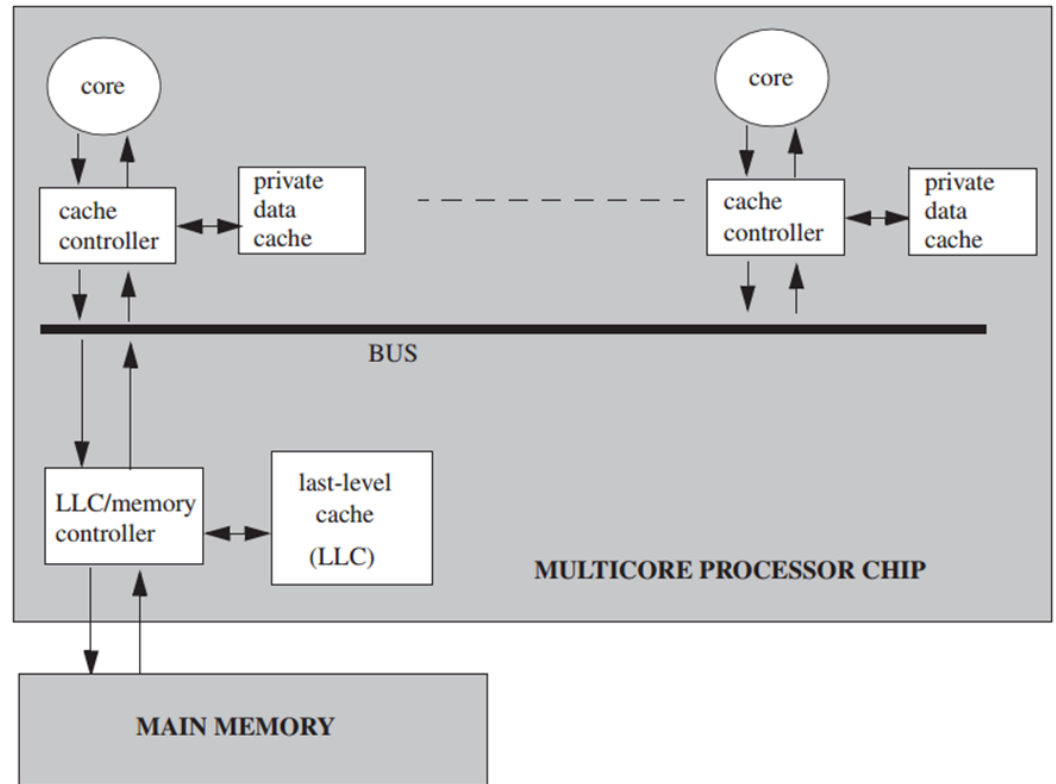 core
core
private
data
cache
cache
controller
private
data
cache
cache
controller
BUS
LLC/memory
controller
last-level
cache
(LLC)
MULTICORE PROCESSOR CHIP
MAIN MEMORY